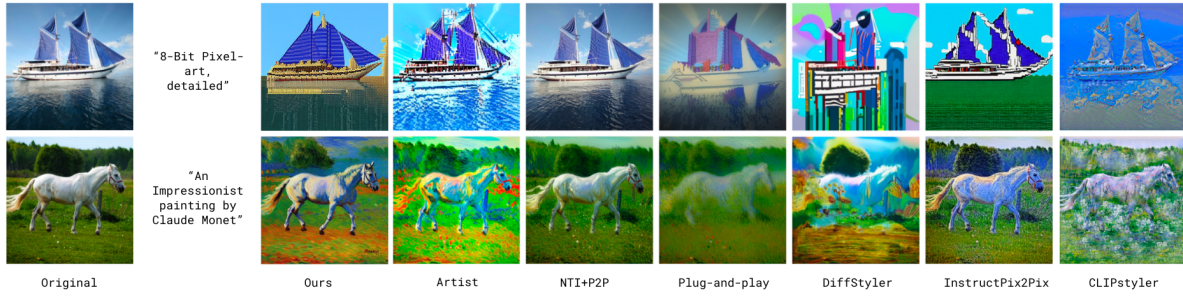 “8-Bit Pixel-
art,
detailed”
“An
Impressionist
painting by
Claude Monet”
Original
Ours
Artist
NTI+P2P
Plug-and-play
DiffStyler
InstructPix2Pix
CLIPstyler